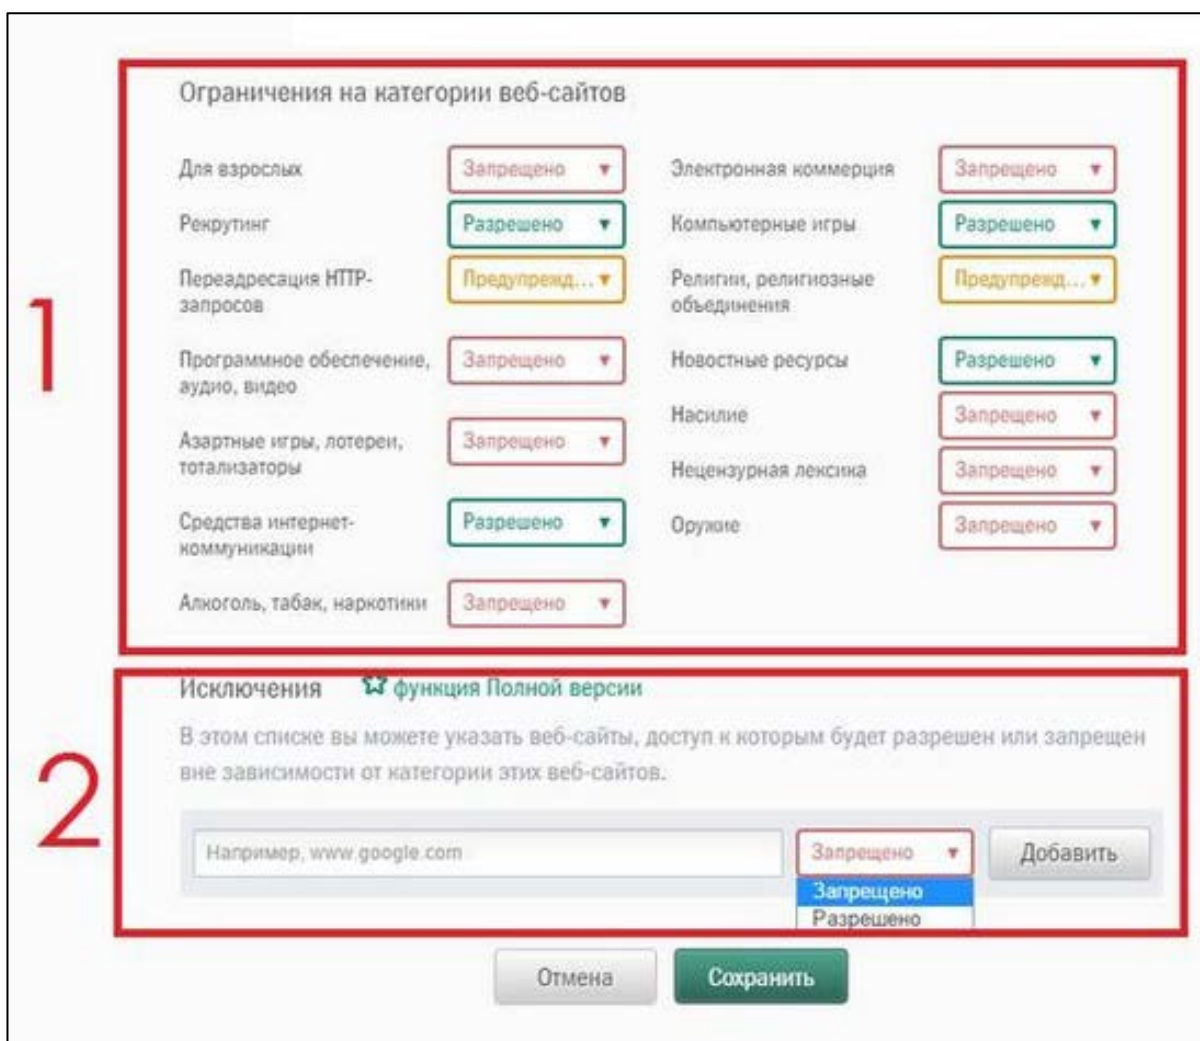 Ограничения на категории веб-сайтов
Для взрослых
Запрещено
Рекрутинг
Разрешено
Переадресация HTTP-
запросов
Предупрежд...
Программное обеспечение,
аудио, видео
Запрещено
Азартные игры, лотереи,
тотализаторы
Запрещено
Средства интернет-
коммуникации
Разрешено
Алкоголь, табак, наркотики
Запрещено
Электронная коммерция
Запрещено
Компьютерные игры
Разрешено
Религии, религиозные
объединения
Предупрежд...
Новостные ресурсы
Разрешено
Насилие
Запрещено
Нецензурная лексика
Запрещено
Оружие
Запрещено
1
Исключения функция Полной версии
В этом списке вы можете указать веб-сайты, доступ к которым будет разрешен или запрещен
вне зависимости от категории этих веб-сайтов.
Например, www.google.com
Запрещено
Добавить
Запрещено
Разрешено
2
Отмена
Сохранить